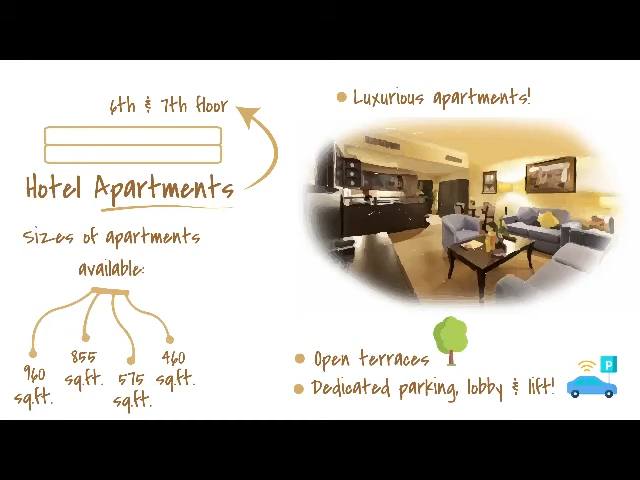 6th & 7th floor
Hotel Apartments
Sizes of apartments
available:
960
sq.ft.
855
sq.ft.
575
sq.ft.
460
sq.ft.
Luxurious apartments!
Open terraces
Dedicated parking, lobby & lift!
P